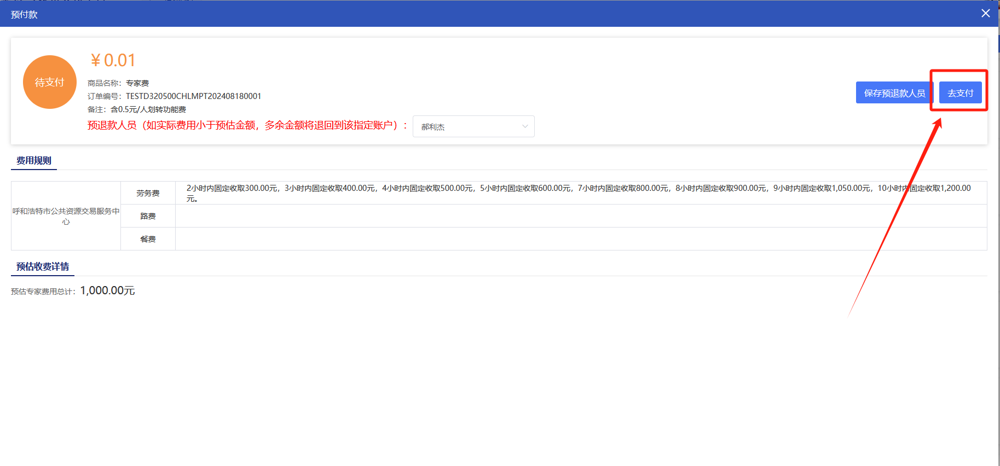 预付款
待支付
¥ 0.01
商品名称：专家费
订单编号：TESTD320500CHLMPT202408180001
备注：含0.5元/人划转功能费
预退款人员（如实际费用小于预估金额，多余金额将退回到该指定账户）：
郝利杰
保存预退款人员
去支付
费用规则
呼和浩特市公共资源交易服务中
心
劳务费
2小时内固定收取300.00元，3小时内固定收取400.00元，4小时内固定收取500.00元，5小时内固定收取600.00元，7小时内固定收取800.00元，8小时内固定收取900.00元，9小时内固定收取1,050.00元，10小时内固定收取1,200.00
元。
路费
餐费
预估收费详情
预估专家费用总计：1,000.00元